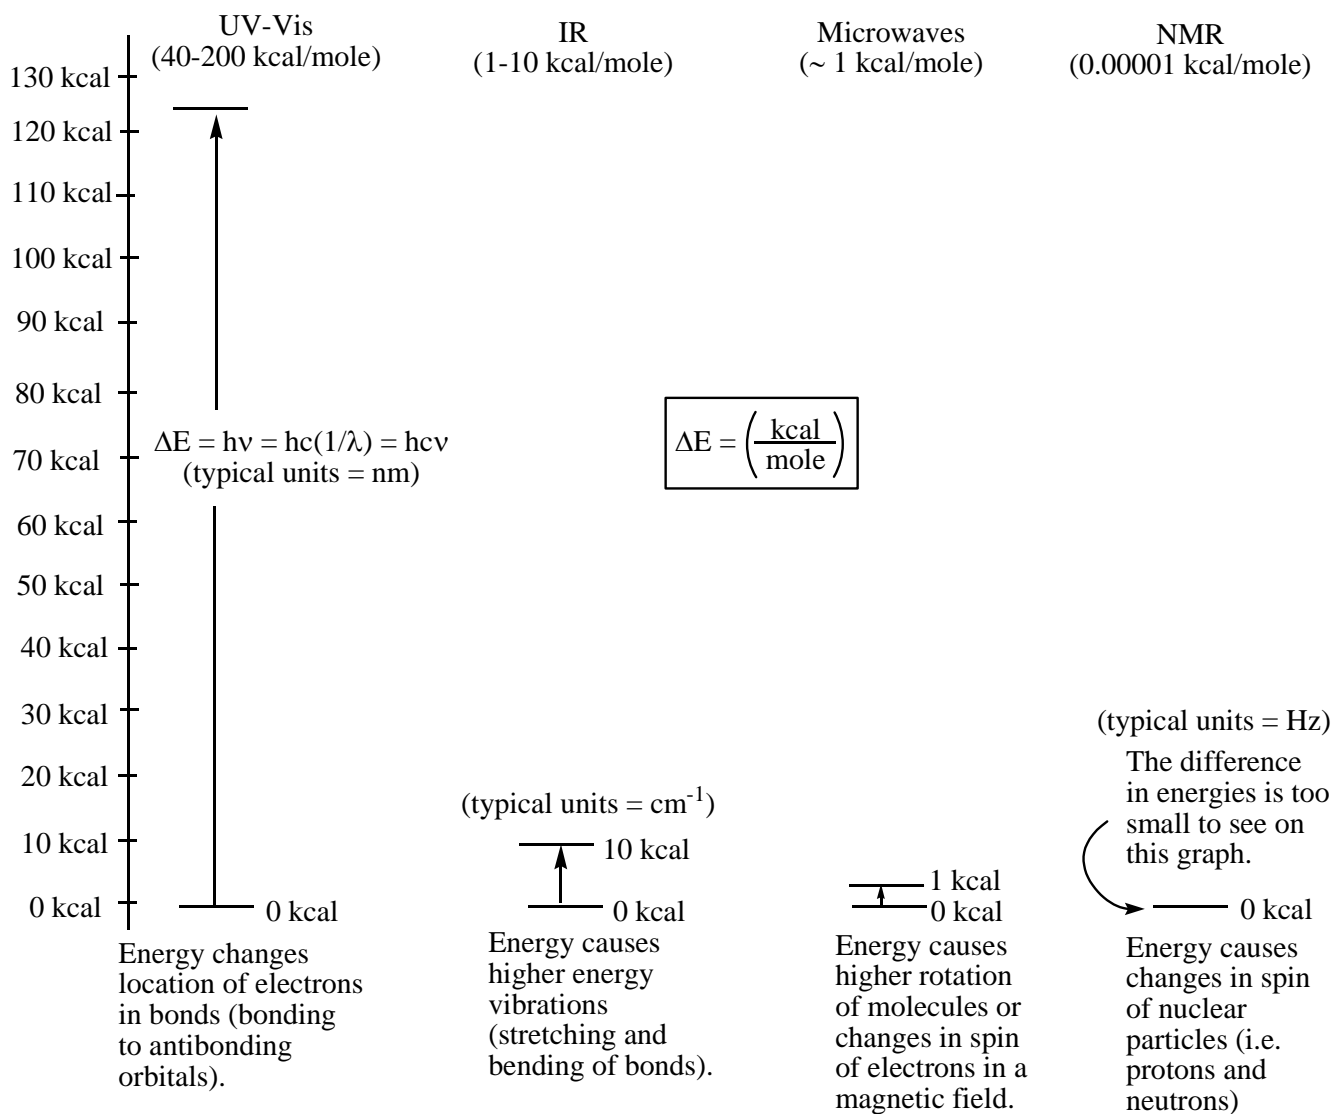 UV-Vis
(40-200 kcal/mole)
IR
(1-10 kcal/mole)
Microwaves
(~ 1 kcal/mole)
NMR
(0.00001 kcal/mole)
130 kcal
120 kcal
110 kcal
100 kcal
90 kcal
80 kcal
70 kcal
60 kcal
50 kcal
40 kcal
30 kcal
20 kcal
10 kcal
0 kcal
ΔE = hν = hc(1/λ) = hcν
(typical units = nm)
0 kcal
Energy changes
location of electrons
in bonds (bonding
to antibonding
orbitals).
ΔE = (kcal/mole)
(typical units = cm⁻¹)
10 kcal
0 kcal
Energy causes
higher energy
vibrations
(stretching and
bending of bonds).
1 kcal
0 kcal
Energy causes
higher rotation
of molecules or
changes in spin
of electrons in a
magnetic field.
(typical units = Hz)
The difference
in energies is too
small to see on
this graph.
0 kcal
Energy causes
changes in spin
of nuclear
particles (i.e.
protons and
neutrons)